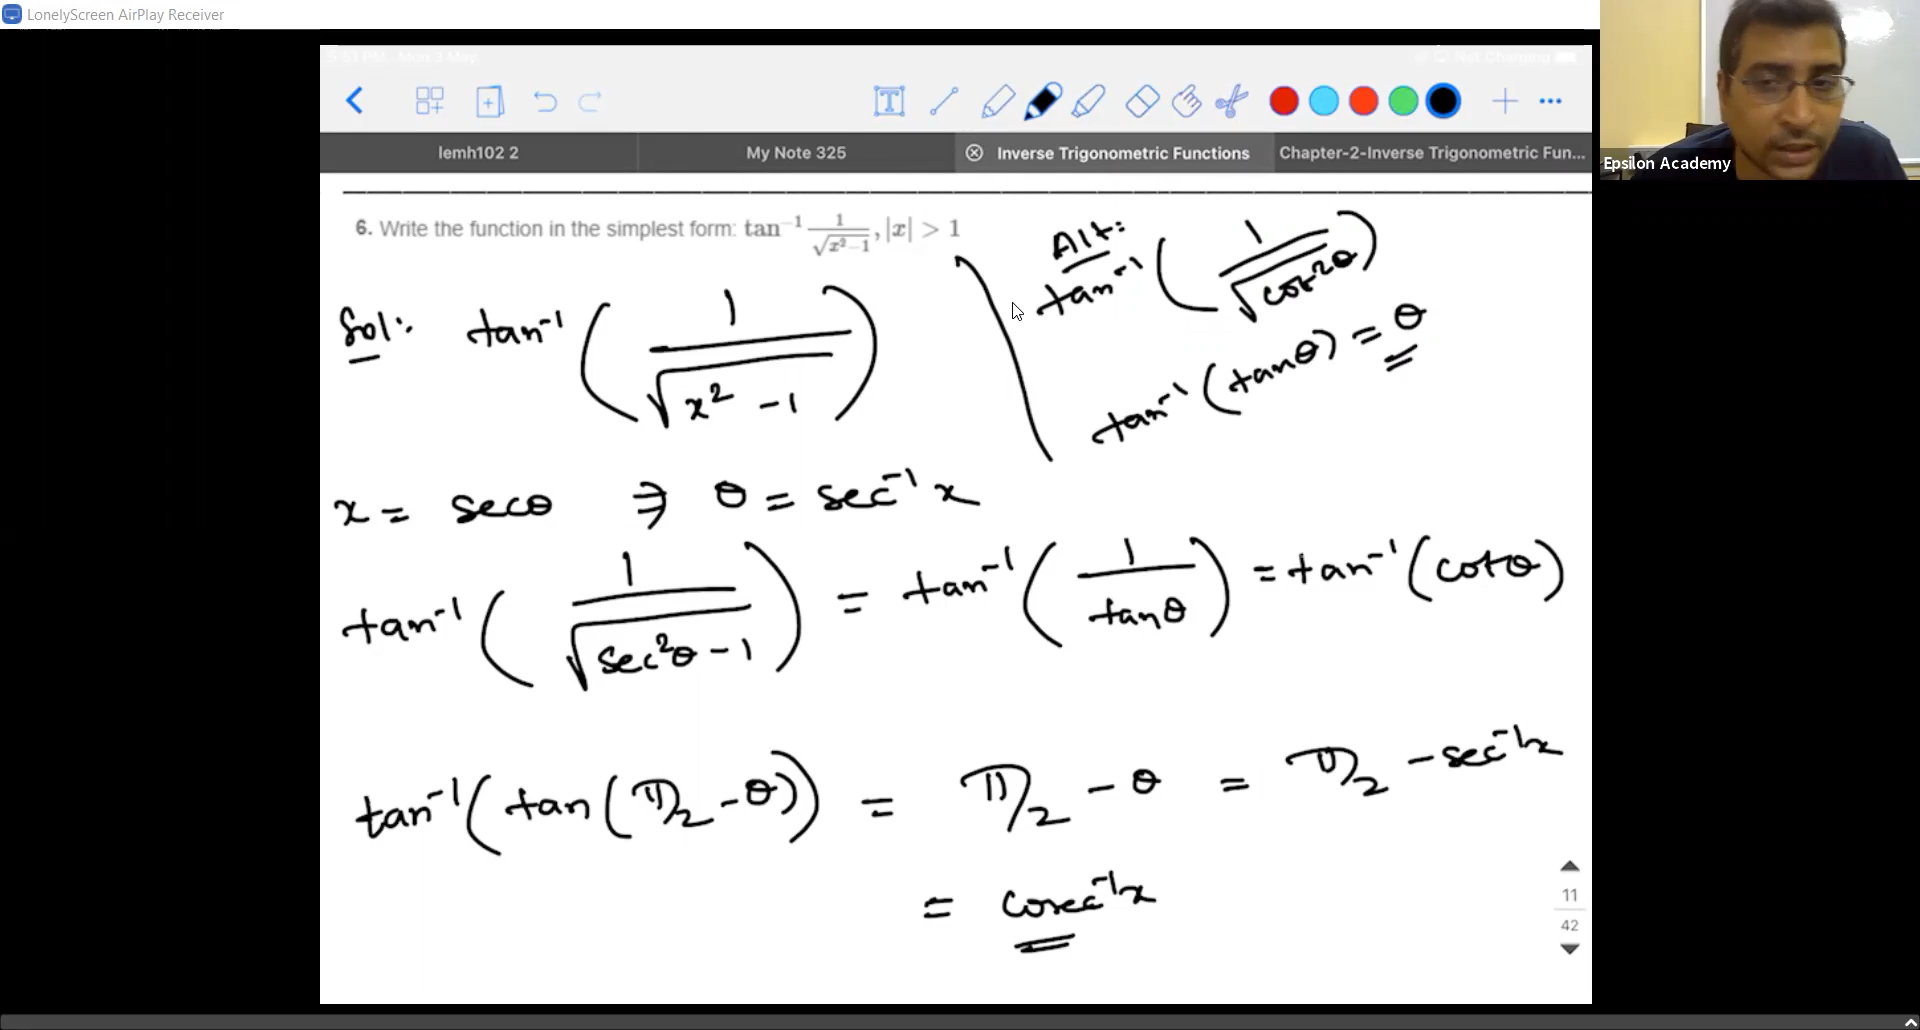 LonelyScreen AirPlay Receiver
Epsilon Academy
lemh102 2
My Note 325
Inverse Trigonometric Functions
Chapter-2-Inverse Trigonometric Fun...
6. Write the function in the simplest form: tan⁻¹ 1/√(x²−1), |x| > 1
Sol: tan⁻¹ (1/√(x² −1))
x = secθ ⇒ θ = sec⁻¹ x
tan⁻¹ (1/√(sec²θ −1)) = tan⁻¹ (1/tanθ) = tan⁻¹ (cotθ)
tan⁻¹ (tan (π/2 − θ)) = π/2 − θ = π/2 − sec⁻¹x
= cosec⁻¹x
Alt:
tan⁻¹ (1/√(cot²θ))
tan⁻¹ (tanθ) = θ
11
42